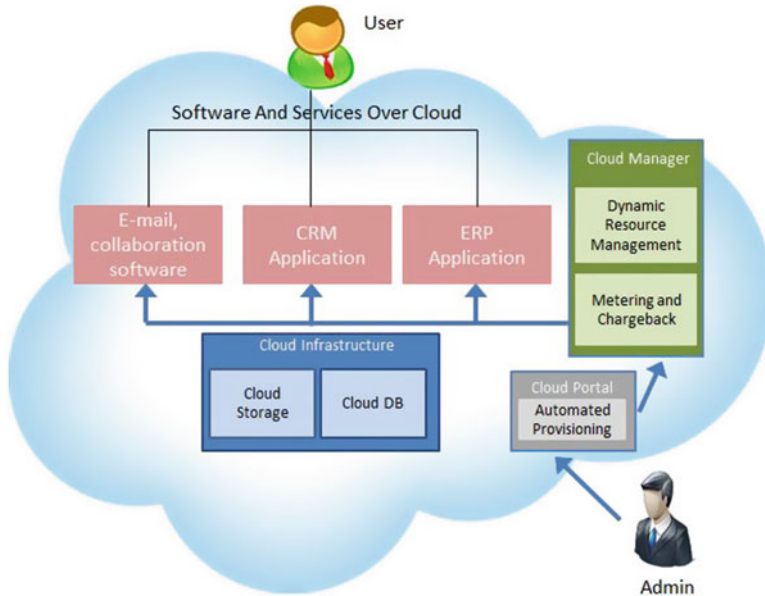 User
Software And Services Over Cloud
Cloud Manager
Dynamic
Resource
Management
Metering and
Chargeback
E-mail,
collaboration
software
CRM
Application
ERP
Application
Cloud Infrastructure
Cloud
Storage
Cloud DB
Cloud Portal
Automated
Provisioning
Admin